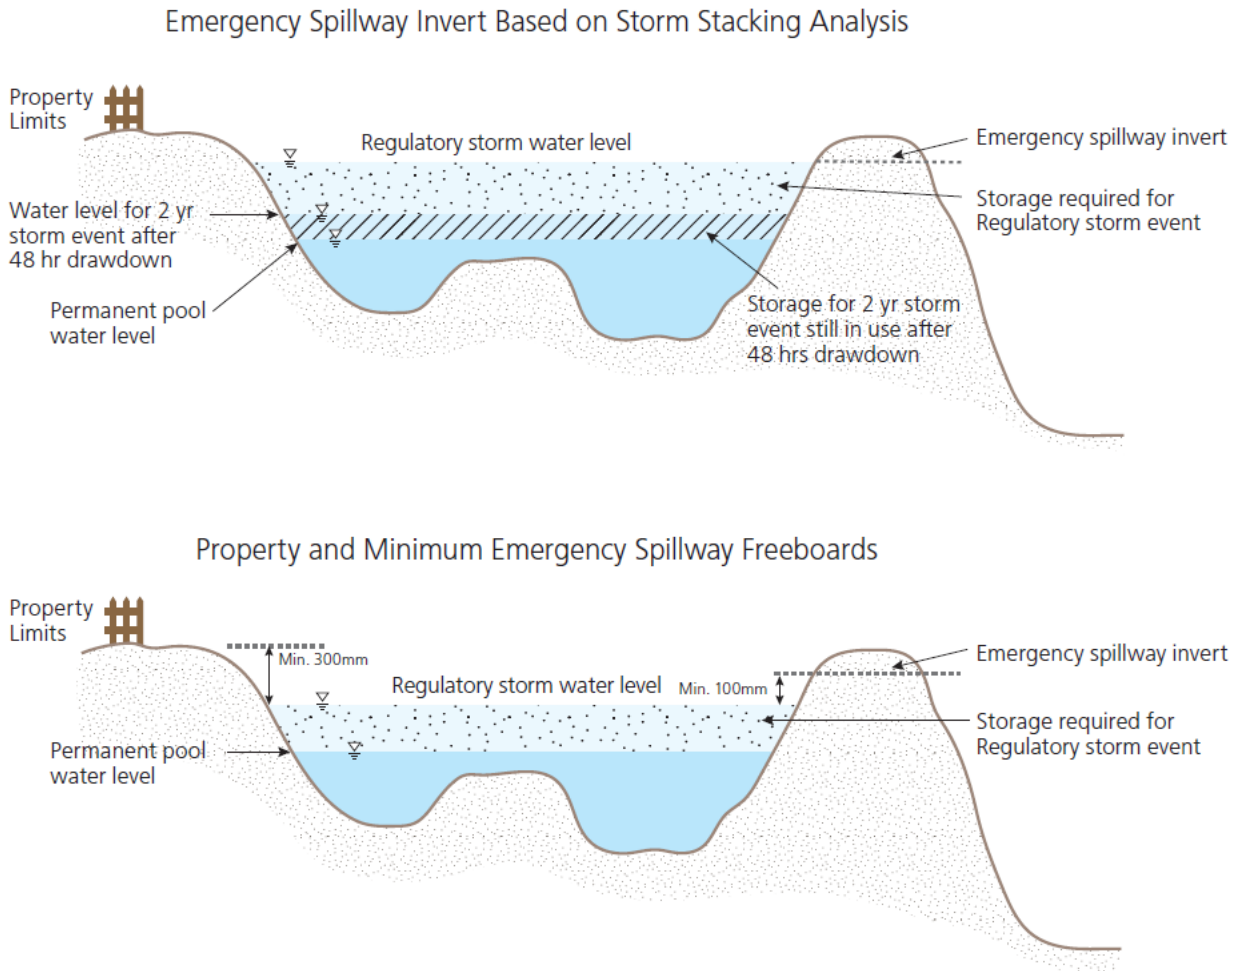 Emergency Spillway Invert Based on Storm Stacking Analysis
Property
Limits
Regulatory storm water level
Emergency spillway invert
Storage required for
Regulatory storm event
Water level for 2 yr
storm event after
48 hr drawdown
Permanent pool
water level
Storage for 2 yr storm
event still in use after
48 hrs drawdown
Property and Minimum Emergency Spillway Freeboards
Property
Limits
Min. 300mm
Regulatory storm water level
Min. 100mm
Emergency spillway invert
Storage required for
Regulatory storm event
Permanent pool
water level